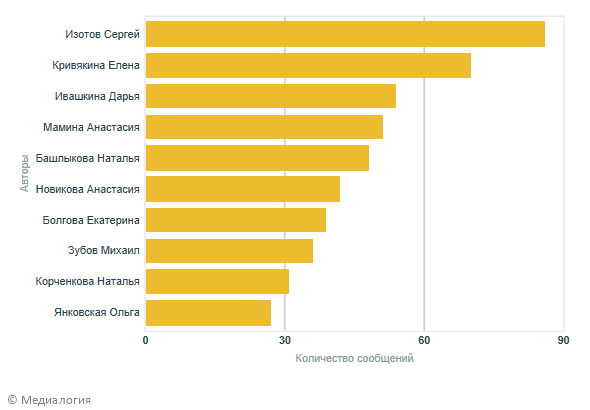 Изотов Сергей
Кривякина Елена
Ивашкина Дарья
Мамина Анастасия
Башлыкова Наталья
Новикова Анастасия
Болгова Екатерина
Зубов Михаил
Корченкова Наталья
Янковская Ольга
Авторы
0 30 60 90
Количество сообщений
© Медиалогия